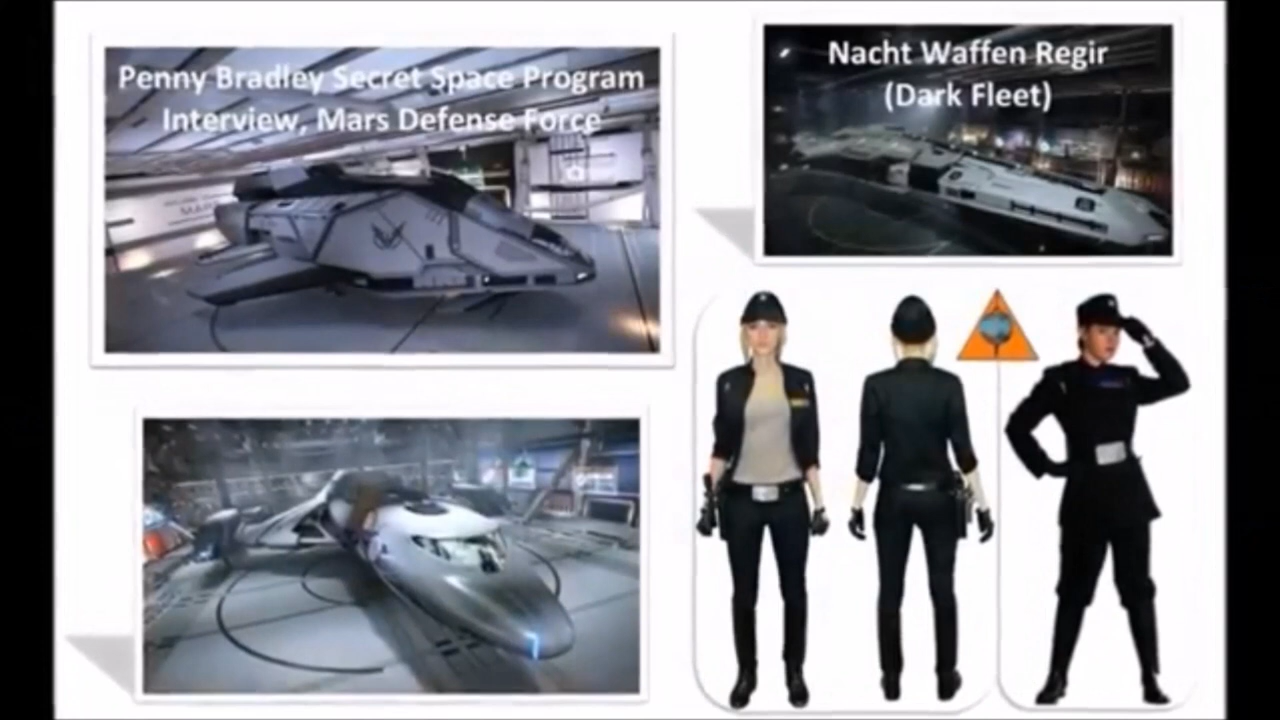 Penny Bradley Secret Space Program
Interview, Mars Defense Force
Nacht Waffen Regir
(Dark Fleet)